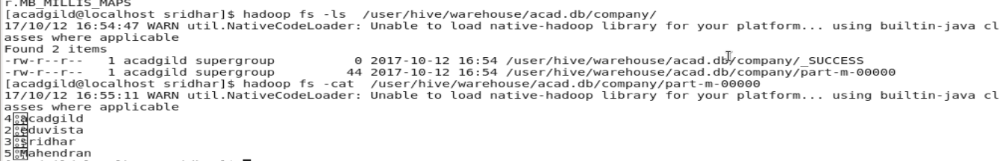 r.MB_MILLIS_MAPS
[acadgild@localhost sridhar]$ hadoop fs -ls  /user/hive/warehouse/acad.db/company/
17/10/12 16:54:47 WARN util.NativeCodeLoader: Unable to load native-hadoop library for your platform... using builtin-java cl
asses where applicable
Found 2 items
-rw-r--r--   1 acadgild supergroup          0 2017-10-12 16:54 /user/hive/warehouse/acad.db/company/_SUCCESS
-rw-r--r--   1 acadgild supergroup         44 2017-10-12 16:54 /user/hive/warehouse/acad.db/company/part-m-00000
[acadgild@localhost sridhar]$ hadoop fs -cat  /user/hive/warehouse/acad.db/company/part-m-00000
17/10/12 16:55:11 WARN util.NativeCodeLoader: Unable to load native-hadoop library for your platform... using builtin-java cl
asses where applicable
4 acadgild
2 eduvista
3 sridhar
5 Mahendran